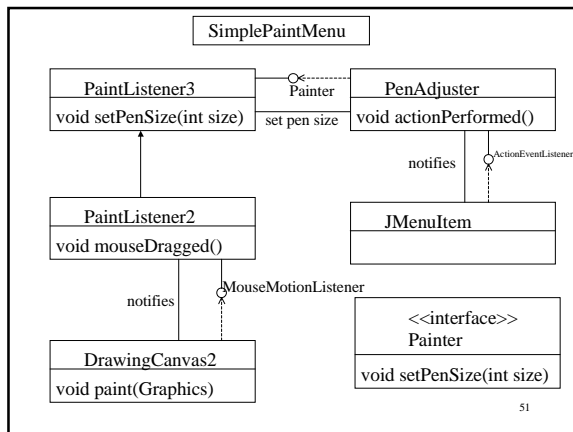 SimplePaintMenu
PaintListener3
void setPenSize(int size)
Painter
set pen size
PenAdjuster
void actionPerformed()
notifies
ActionEventListener
PaintListener2
void mouseDragged()
JMenuItem
notifies
MouseMotionListener
DrawingCanvas2
void paint(Graphics)
<<interface>>
Painter
void setPenSize(int size)
51